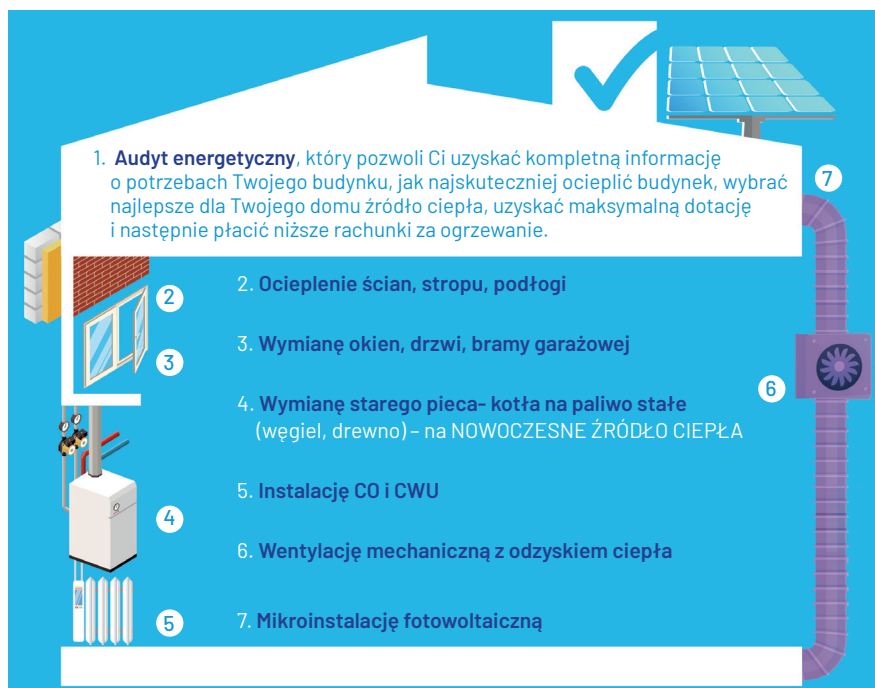 1. Audyt energetyczny, który pozwoli Ci uzyskać kompletną informację
o potrzebach Twojego budynku, jak najskuteczniej ocieplić budynek, wybrać
najlepsze dla Twojego domu źródło ciepła, uzyskać maksymalną dotację
i następnie płacić niższe rachunki za ogrzewanie.
7
2
2. Ocieplenie ścian, stropu, podłogi
3
3. Wymianę okien, drzwi, bramy garażowej
6
4. Wymianę starego pieca- kotła na paliwo stałe
(węgiel, drewno) – na NOWOCZESNE ŹRÓDŁO CIEPŁA
4
5. Instalację CO i CWU
6. Wentylację mechaniczną z odzyskiem ciepła
5
7. Mikroinstalację fotowoltaiczną